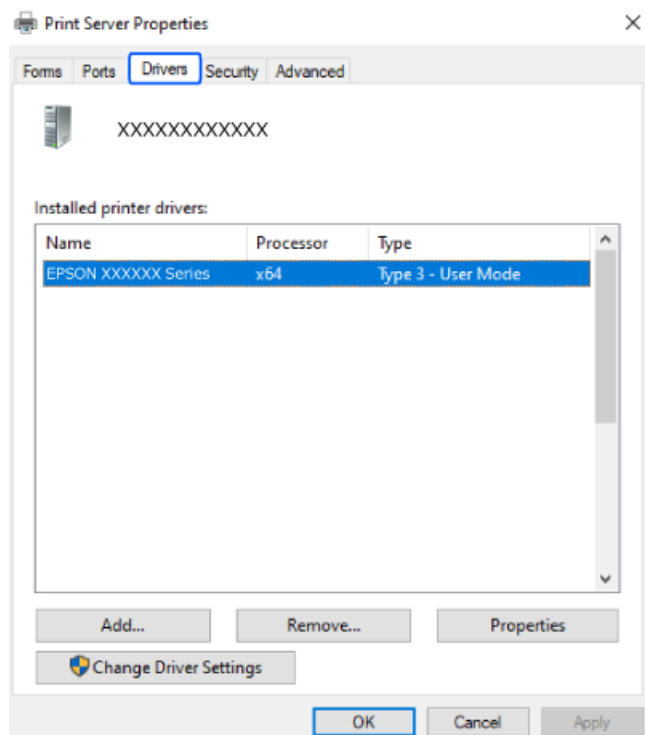 Print Server Properties
Forms Ports Drivers Security Advanced
XXXXXXXXXXXX
Installed printer drivers:
Name Processor Type
EPSON XXXXXX Series x64 Type 3 - User Mode
Add... Remove... Properties
Change Driver Settings
OK Cancel Apply